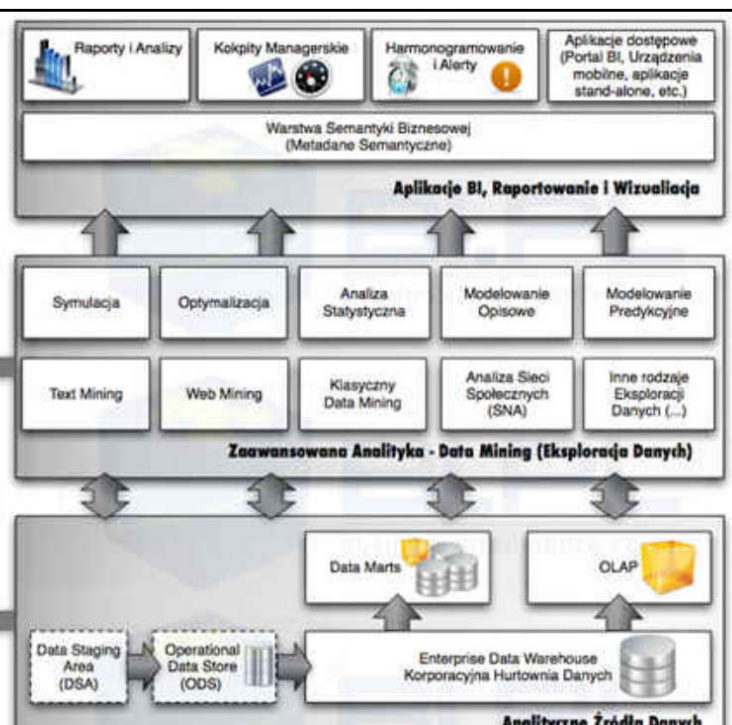 Raporty i Analizy
Kokpity Managerskie
Harmonogramowanie
i Alerty
Aplikacje dostępowe
(Portal BI, Urządzenia
mobilne, aplikacje
stand-alone, etc.)
Warstwa Semantyki Biznesowej
(Metadane Semantyczne)
Aplikacje BI, Raportowanie i Wizualiacja
Symulacja
Optymalizacja
Analiza
Statystyczna
Modelowanie
Opisowe
Modelowanie
Predykcyjne
Text Mining
Web Mining
Klasyczny
Data Mining
Analiza Sieci
Społecznych
(SNA)
Inne rodzaje
Eksploracji
Danych (...)
Zaawansowana Analityka - Data Mining (Eksploracja Danych)
Data Marts
OLAP
Data Staging
Area
(DSA)
Operational
Data Store
(ODS)
Enterprise Data Warehouse
Korporacyjna Hurtownia Danych
Analityczne Źródła Danych